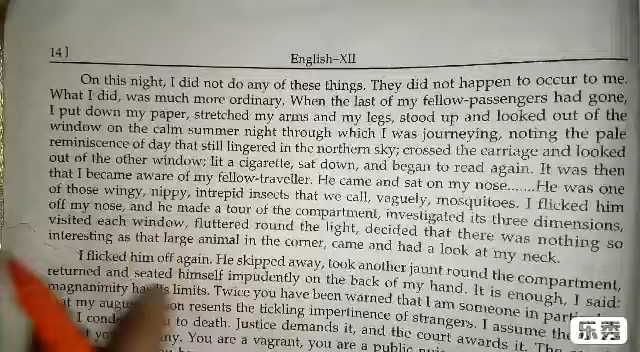 14]
English–XII
On this night, I did not do any of these things. They did not happen to occur to me.
What I did, was much more ordinary. When the last of my fellow-passengers had gone,
I put down my paper, stretched my arms and my legs, stood up and looked out of the
window on the calm summer night through which I was journeying, noting the pale
reminiscence of day that still lingered in the northern sky; crossed the carriage and looked
out of the other window; lit a cigarette, sat down, and began to read again. It was then
that I became aware of my fellow-traveller. He came and sat on my nose.......He was one
of those wingy, nippy, intrepid insects that we call, vaguely, mosquitoes. I flicked him
off my nose, and he made a tour of the compartment, investigated its three dimensions,
visited each window, fluttered round the light, decided that there was nothing so
interesting as that large animal in the corner, came and had a look at my neck.
I flicked him off again. He skipped away, took another jaunt round the compartment,
returned and seated himself impudently on the back of my hand. It is enough, I said:
magnanimity limits. Twice you have been warned that I am someone in
my resents the tickling impertinence of strangers. I assume the
I to death. Justice demands it, and the court awards it.
You are a vagrant, you are a public
乐秀